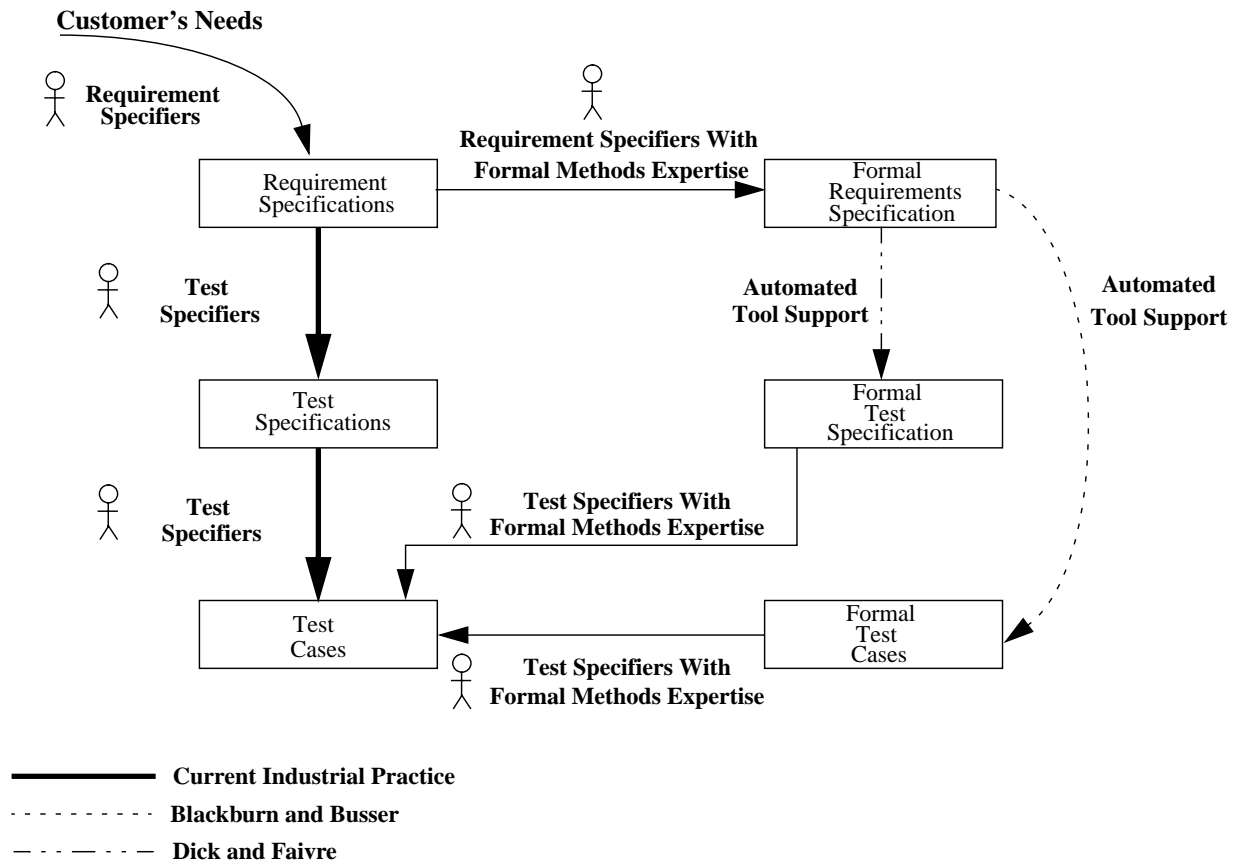 Customer's Needs
Requirement
Specifiers
Requirement Specifiers With
Formal Methods Expertise
Requirement
Specifications
Formal
Requirements
Specification
Test
Specifiers
Automated
Tool Support
Automated
Tool Support
Test
Specifications
Formal
Test
Specification
Test
Specifiers
Test Specifiers With
Formal Methods Expertise
Test
Cases
Formal
Test
Cases
Test Specifiers With
Formal Methods Expertise
Current Industrial Practice
Blackburn and Busser
Dick and Faivre